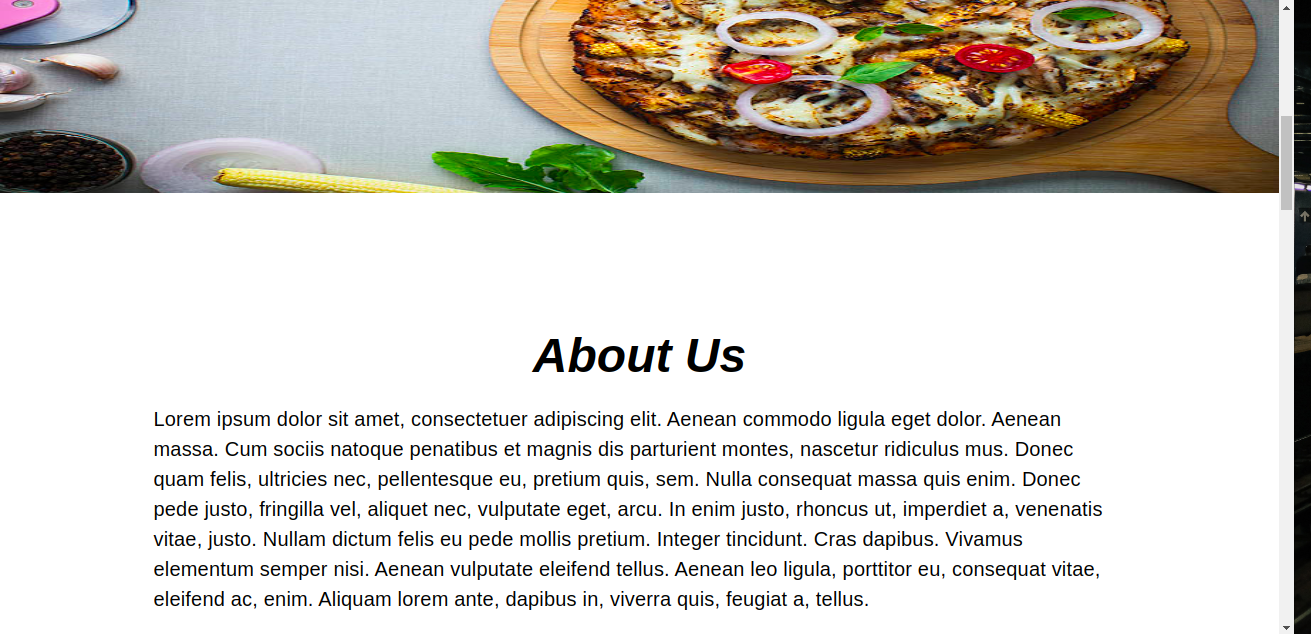 About Us
Lorem ipsum dolor sit amet, consectetuer adipiscing elit. Aenean commodo ligula eget dolor. Aenean
massa. Cum sociis natoque penatibus et magnis dis parturient montes, nascetur ridiculus mus. Donec
quam felis, ultricies nec, pellentesque eu, pretium quis, sem. Nulla consequat massa quis enim. Donec
pede justo, fringilla vel, aliquet nec, vulputate eget, arcu. In enim justo, rhoncus ut, imperdiet a, venenatis
vitae, justo. Nullam dictum felis eu pede mollis pretium. Integer tincidunt. Cras dapibus. Vivamus
elementum semper nisi. Aenean vulputate eleifend tellus. Aenean leo ligula, porttitor eu, consequat vitae,
eleifend ac, enim. Aliquam lorem ante, dapibus in, viverra quis, feugiat a, tellus.